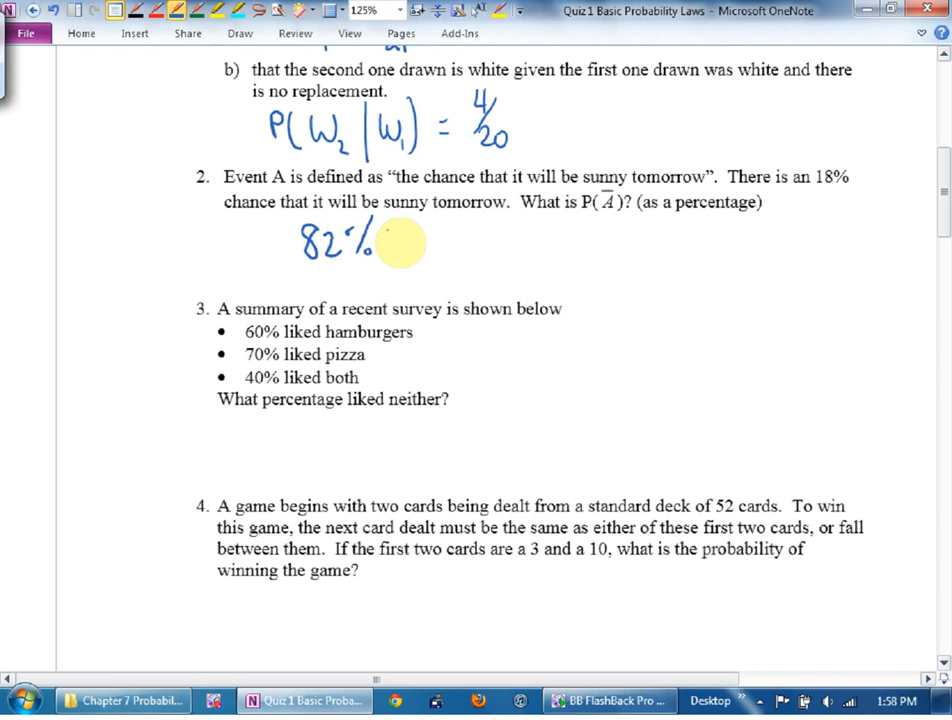 125%
Quiz 1 Basic Probability Laws - Microsoft OneNote
File Home Insert Share Draw Review View Pages Add-Ins
b) that the second one drawn is white given the first one drawn was white and there
is no replacement.
P(W₂ | W₁) = 4/20
2. Event A is defined as “the chance that it will be sunny tomorrow”. There is an 18%
chance that it will be sunny tomorrow. What is P(A̅)? (as a percentage)
82%
3. A summary of a recent survey is shown below
• 60% liked hamburgers
• 70% liked pizza
• 40% liked both
What percentage liked neither?
4. A game begins with two cards being dealt from a standard deck of 52 cards. To win
this game, the next card dealt must be the same as either of these first two cards, or fall
between them. If the first two cards are a 3 and a 10, what is the probability of
winning the game?
Chapter 7 Probabil... Quiz 1 Basic Proba... BB FlashBack Pro ... Desktop 1:58 PM